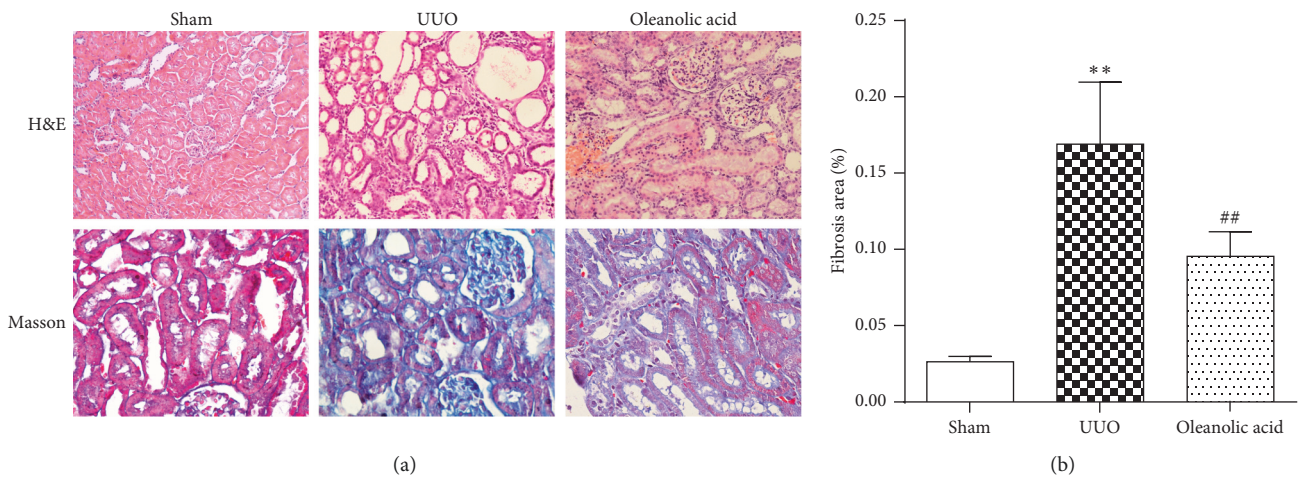 Sham
UUO
Oleanolic acid
H&E
Masson
(a)
0.25
0.20
0.15
0.10
0.05
0.00
Fibrosis area (%)
**
##
Sham
UUO
Oleanolic acid
(b)